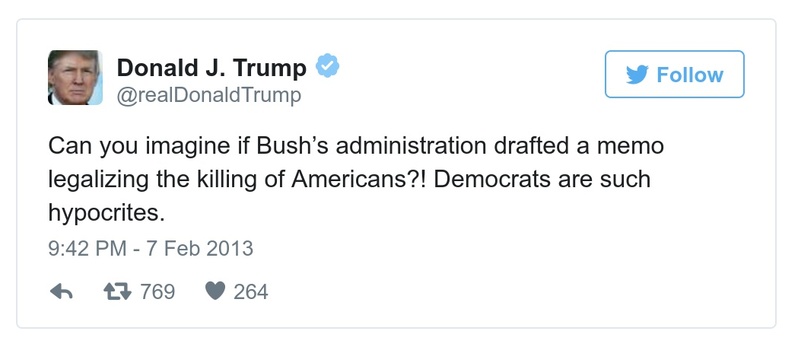 Donald J. Trump
@realDonaldTrump
Follow
Can you imagine if Bush’s administration drafted a memo
legalizing the killing of Americans?! Democrats are such
hypocrites.
9:42 PM - 7 Feb 2013
769 264